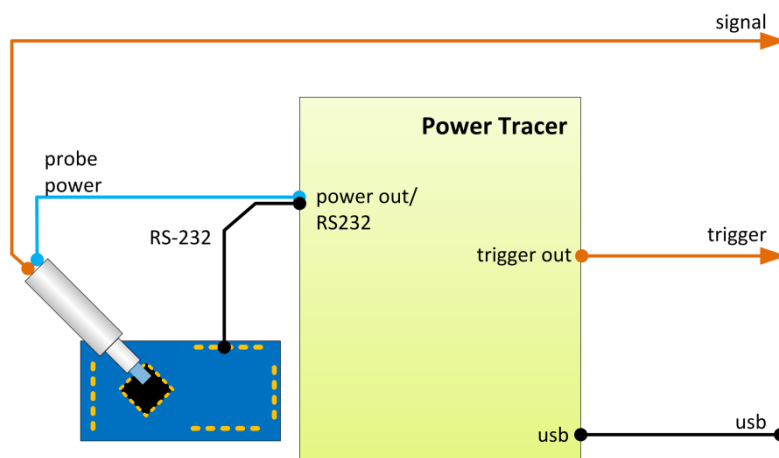 signal
Power Tracer
probe
power
power out/
RS232
RS-232
trigger out
trigger
usb
usb